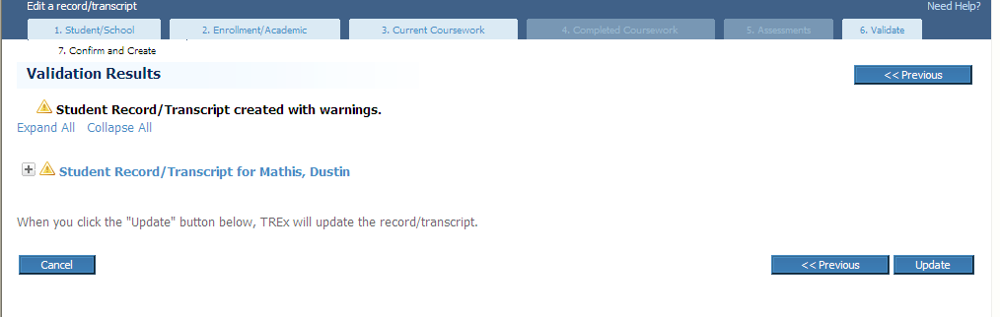 Edit a record/transcript Need Help?
1. Student/School 2. Enrollment/Academic 3. Current Coursework 4. Completed Coursework 5. Assessments 6. Validate
7. Confirm and Create
Validation Results << Previous
Student Record/Transcript created with warnings.
Expand All Collapse All
Student Record/Transcript for Mathis, Dustin
When you click the "Update" button below, TREx will update the record/transcript.
Cancel << Previous Update